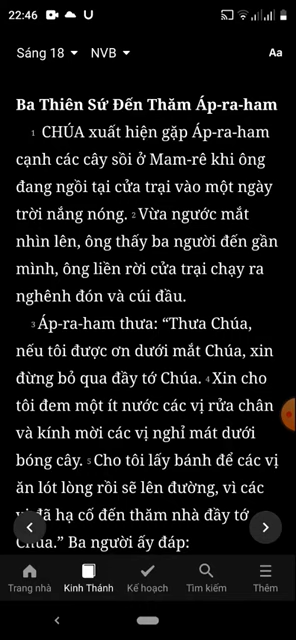 22:46
Sáng 18 NVB Aa
Ba Thiên Sứ Đến Thăm Áp-ra-ham
1 CHÚA xuất hiện gặp Áp-ra-ham
cạnh các cây sồi ở Mam-rê khi ông
đang ngồi tại cửa trại vào một ngày
trời nắng nóng. 2 Vừa ngước mắt
nhìn lên, ông thấy ba người đến gần
mình, ông liền rời cửa trại chạy ra
nghênh đón và cúi đầu.
3 Áp-ra-ham thưa: “Thưa Chúa,
nếu tôi được ơn dưới mắt Chúa, xin
đừng bỏ qua đầy tớ Chúa. 4 Xin cho
tôi đem một ít nước các vị rửa chân
và kính mời các vị nghỉ mát dưới
bóng cây. 5 Cho tôi lấy bánh để các vị
ăn lót lòng rồi sẽ lên đường, vì các
đã hạ cố đến thăm nhà đầy tớ
Chúa.” Ba người ấy đáp:
Trang nhà Kinh Thánh Kế hoạch Tìm kiếm Thêm